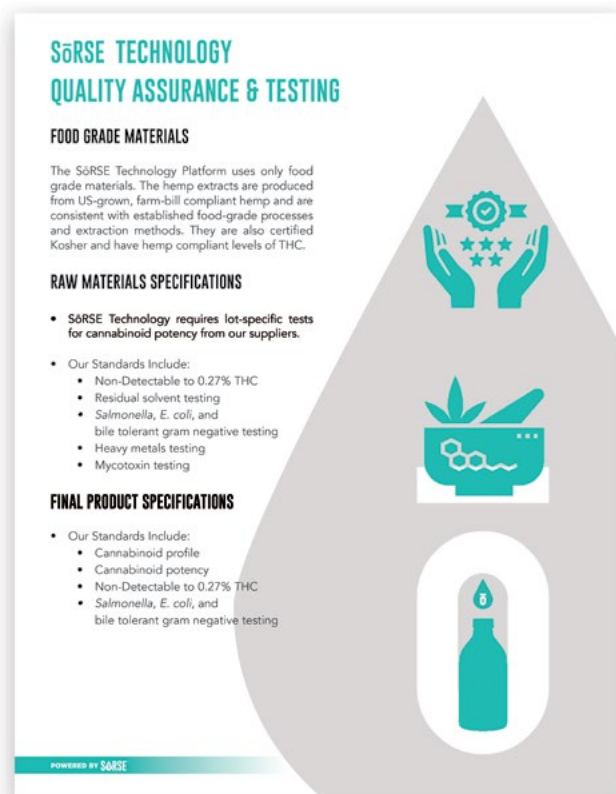 SōRSE TECHNOLOGY
QUALITY ASSURANCE & TESTING
FOOD GRADE MATERIALS
The SōRSE Technology Platform uses only food
grade materials. The hemp extracts are produced
from US-grown, farm-bill compliant hemp and are
consistent with established food-grade processes
and extraction methods. They are also certified
Kosher and have hemp compliant levels of THC.
RAW MATERIALS SPECIFICATIONS
• SōRSE Technology requires lot-specific tests
for cannabinoid potency from our suppliers.
• Our Standards Include:
• Non-Detectable to 0.27% THC
• Residual solvent testing
• Salmonella, E. coli, and
bile tolerant gram negative testing
• Heavy metals testing
• Mycotoxin testing
FINAL PRODUCT SPECIFICATIONS
• Our Standards Include:
• Cannabinoid profile
• Cannabinoid potency
• Non-Detectable to 0.27% THC
• Salmonella, E. coli, and
bile tolerant gram negative testing
ō
POWERED BY SōRSE